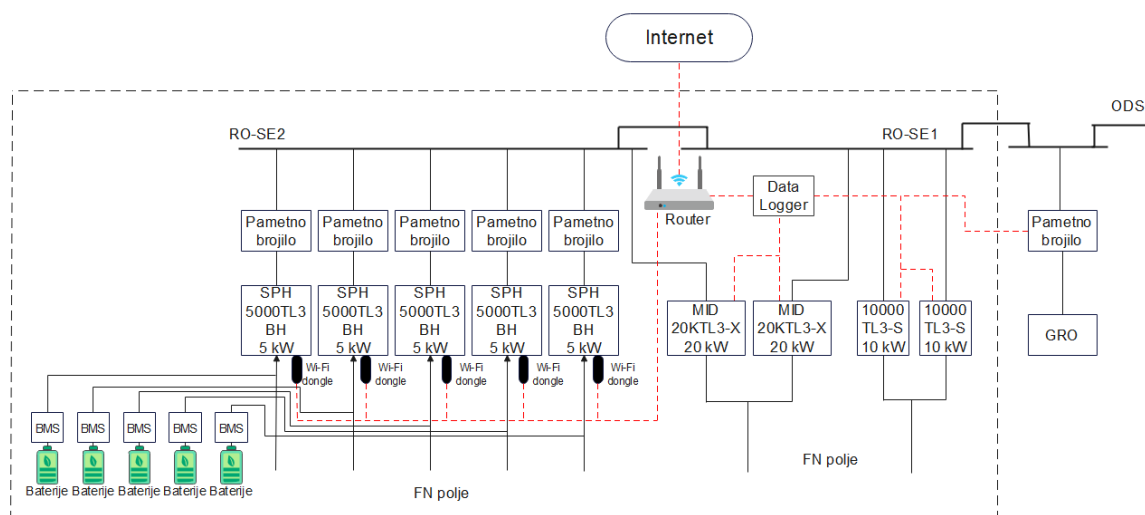 Internet
ODS
RO-SE2
RO-SE1
Router
Data
Logger
Pametno
brojilo
Pametno
brojilo
Pametno
brojilo
Pametno
brojilo
Pametno
brojilo
Pametno
brojilo
SPH
5000TL3
BH
5 kW
SPH
5000TL3
BH
5 kW
SPH
5000TL3
BH
5 kW
SPH
5000TL3
BH
5 kW
SPH
5000TL3
BH
5 kW
MID
20KTL3-X
20 kW
MID
20KTL3-X
20 kW
10000
TL3-S
10 kW
10000
TL3-S
10 kW
GRO
Wi-Fi
dongle
Wi-Fi
dongle
Wi-Fi
dongle
Wi-Fi
dongle
Wi-Fi
dongle
BMS
BMS
BMS
BMS
BMS
Baterije
Baterije
Baterije
Baterije
Baterije
FN polje
FN polje